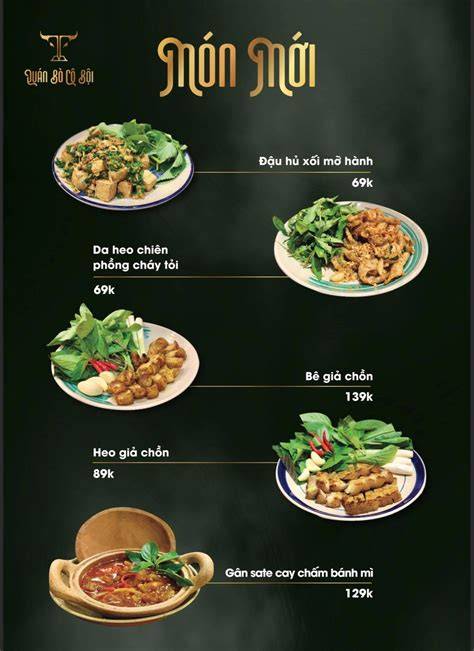 QUÁN BÒ CÔ BỘI
MÓN MỚI
Đậu hủ xối mỡ hành
69k
Da heo chiên
phồng cháy tỏi
69k
Bê giả chồn
139k
Heo giả chồn
89k
Gân sate cay chấm bánh mì
129k